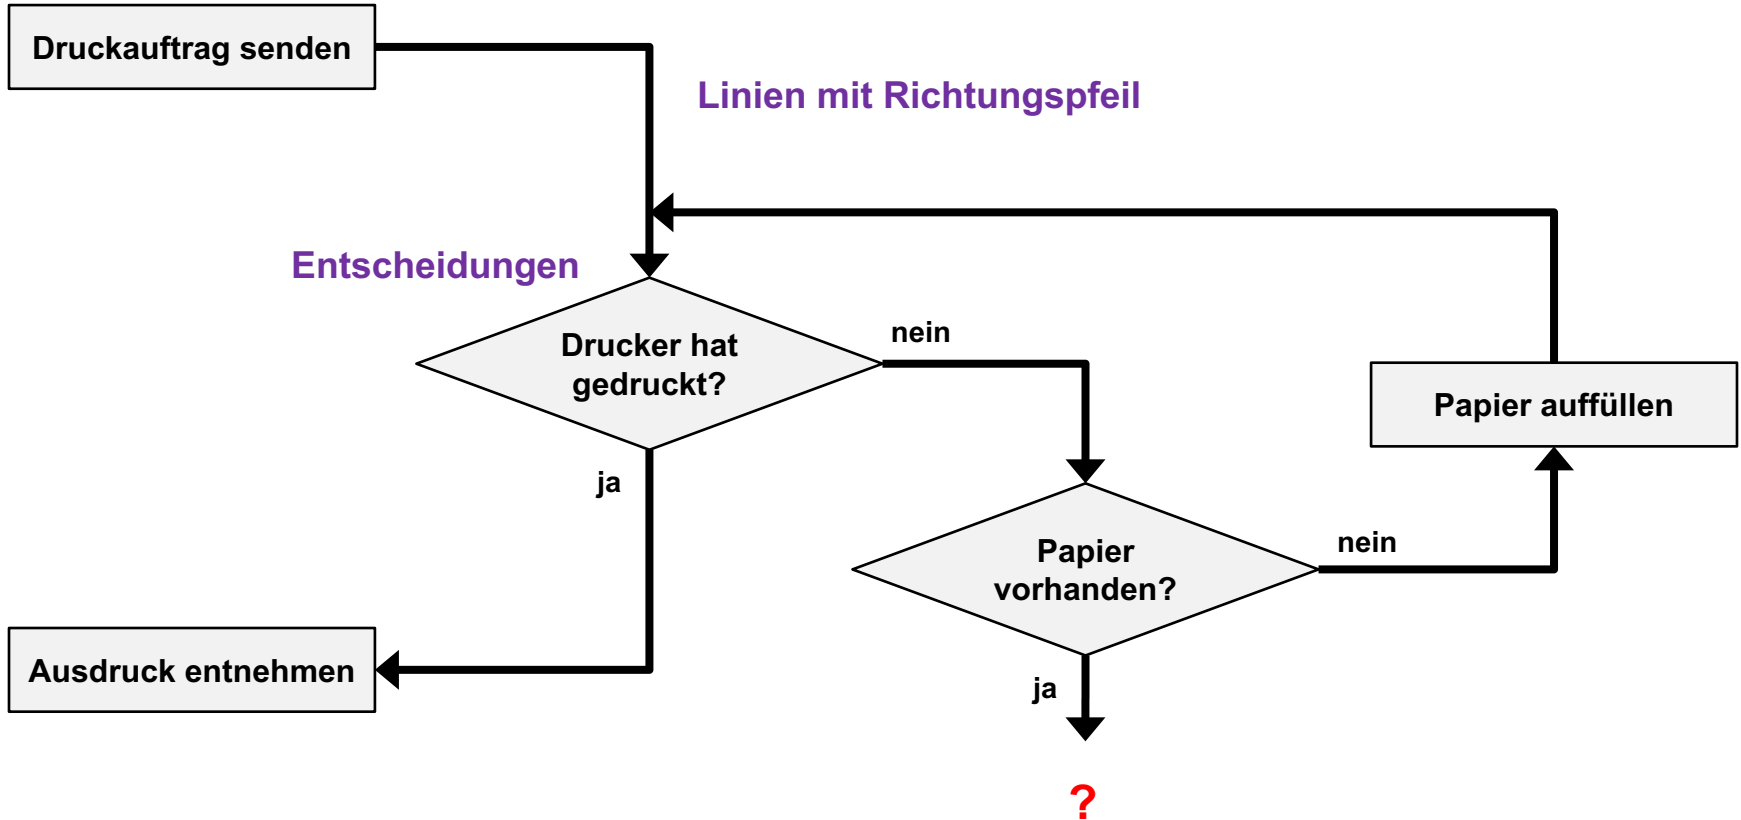 Druckauftrag senden
Linien mit Richtungspfeil
Entscheidungen
Drucker hat
gedruckt?
nein
Papier auffüllen
ja
Papier
vorhanden?
nein
Ausdruck entnehmen
ja
?